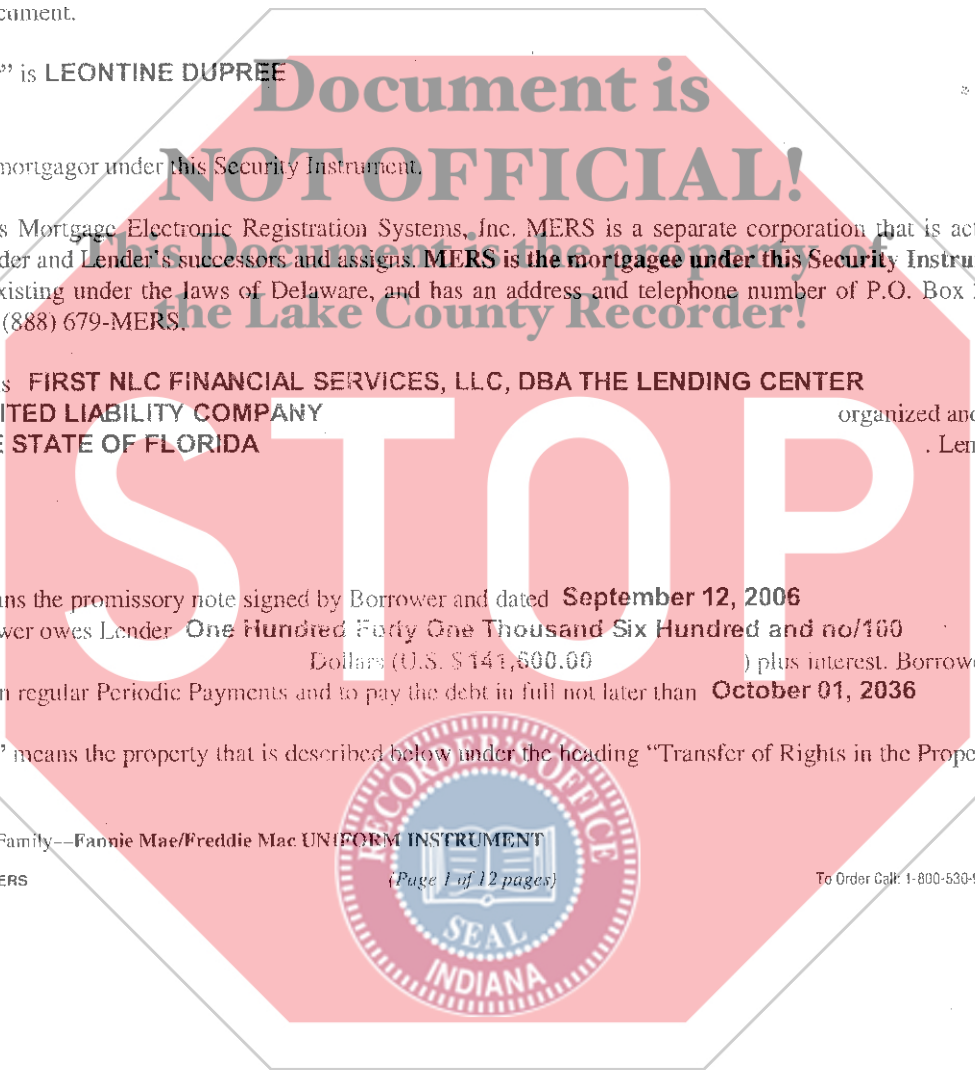 cument.
” is LEONTINE DUPREE
Document is
mortgagor under this Security Instrument.
NOT OFFICIAL!
s Mortgage Electronic Registration Systems, Inc. MERS is a separate corporation that is ac
This Document is the property of
der and Lender's successors and assigns. MERS is the mortgagee under this Security Instru
xisting under the laws of Delaware, and has an address and telephone number of P.O. Box
the Lake County Recorder!
(888) 679-MERS.
s FIRST NLC FINANCIAL SERVICES, LLC, DBA THE LENDING CENTER
ITED LIABILITY COMPANY organized and
E STATE OF FLORIDA . Len
STOP
ans the promissory note signed by Borrower and dated September 12, 2006
wer owes Lender One Hundred Forty One Thousand Six Hundred and no/100
Dollars (U.S. $141,600.00 ) plus interest. Borrowe
n regular Periodic Payments and to pay the debt in full not later than October 01, 2036
” means the property that is described below under the heading “Transfer of Rights in the Prope
RECORDER'S OFFICE
Family—Fannie Mae/Freddie Mac UNIFORM INSTRUMENT
ERS (Page 1 of 12 pages) To Order Call: 1-800-530-9
SEAL
INDIANA